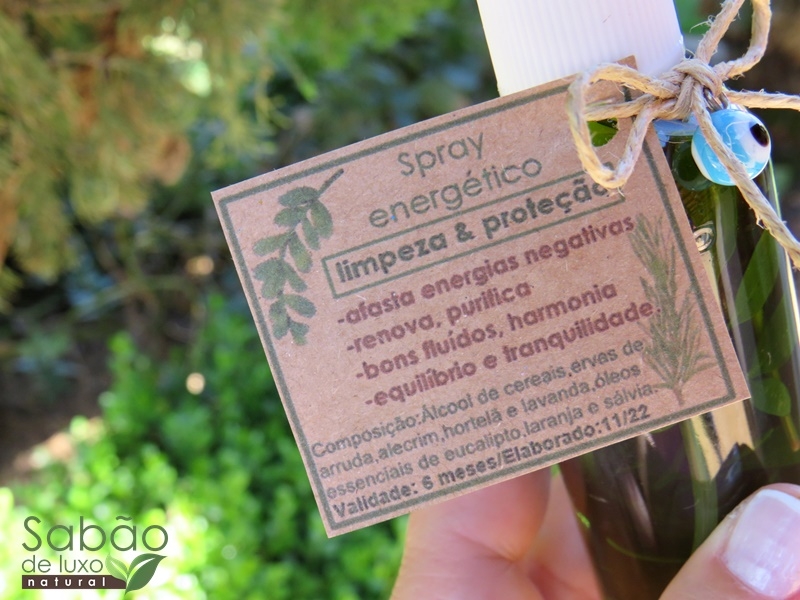 Spray
energético
limpeza & proteção
-afasta energias negativas
-renova, purifica
-bons fluidos, harmonia
-equilíbrio e tranquilidade.
Composição:Álcool de cereais,ervas de
arruda,alecrim,hortelã e lavanda,óleos
essenciais de eucalipto,laranja e sálvia.
Validade: 6 meses/Elaborado:11/22
Sabão
de luxo
natural